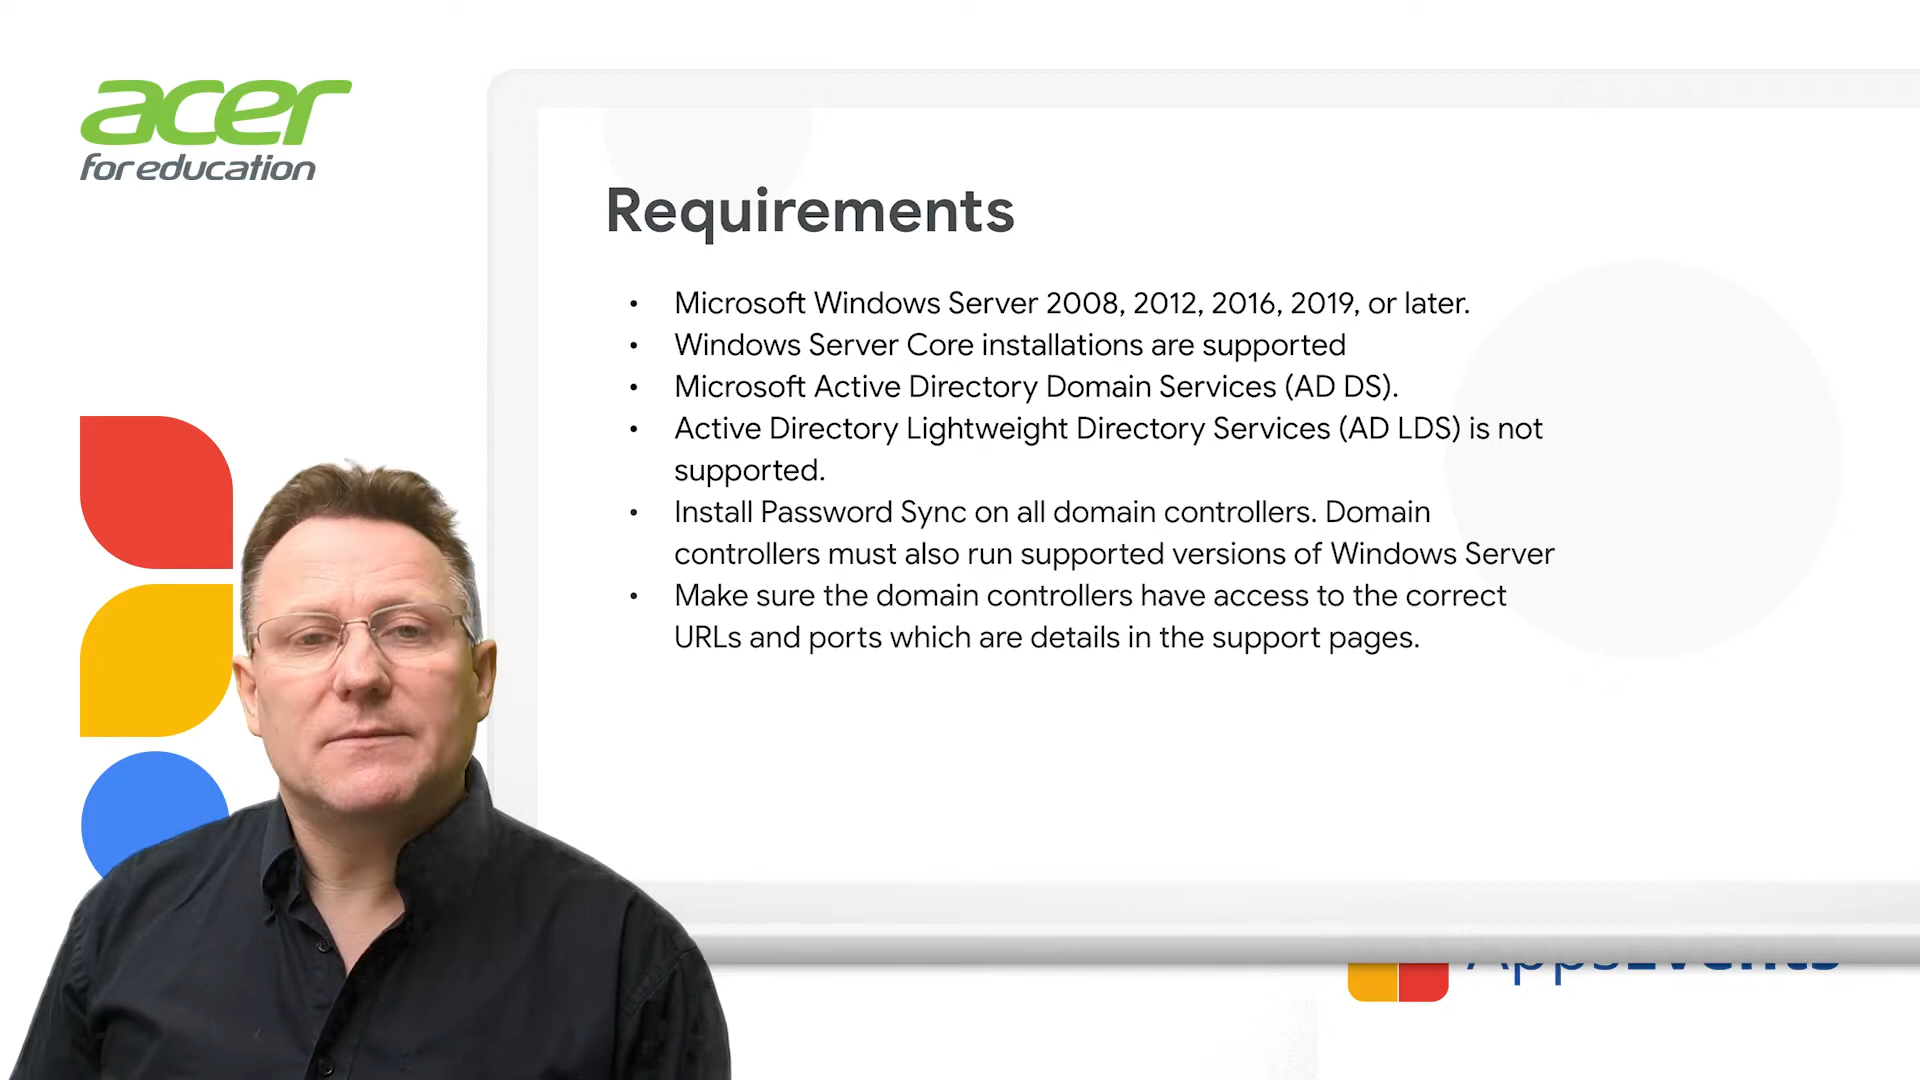 acer
for education
Requirements
• Microsoft Windows Server 2008, 2012, 2016, 2019, or later.
• Windows Server Core installations are supported
• Microsoft Active Directory Domain Services (AD DS).
• Active Directory Lightweight Directory Services (AD LDS) is not
supported.
• Install Password Sync on all domain controllers. Domain
controllers must also run supported versions of Windows Server
• Make sure the domain controllers have access to the correct
URLs and ports which are details in the support pages.
AppsEvents